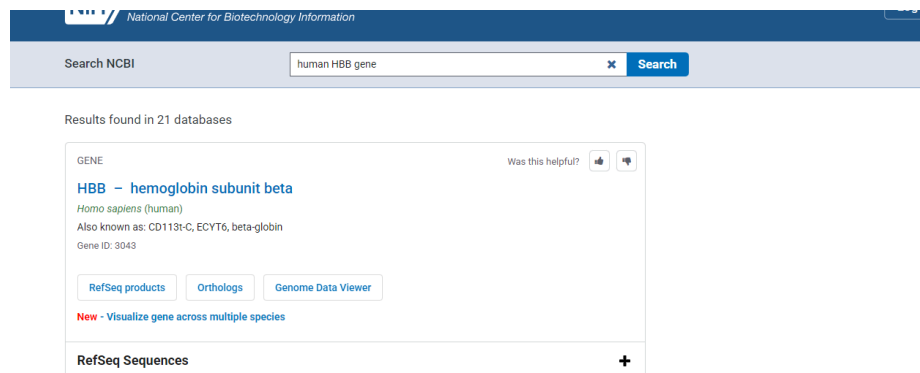 National Center for Biotechnology Information
Search NCBI
human HBB gene
Search
Results found in 21 databases
GENE
Was this helpful?
HBB – hemoglobin subunit beta
Homo sapiens (human)
Also known as: CD113t-C, ECYT6, beta-globin
Gene ID: 3043
RefSeq products
Orthologs
Genome Data Viewer
New - Visualize gene across multiple species
RefSeq Sequences